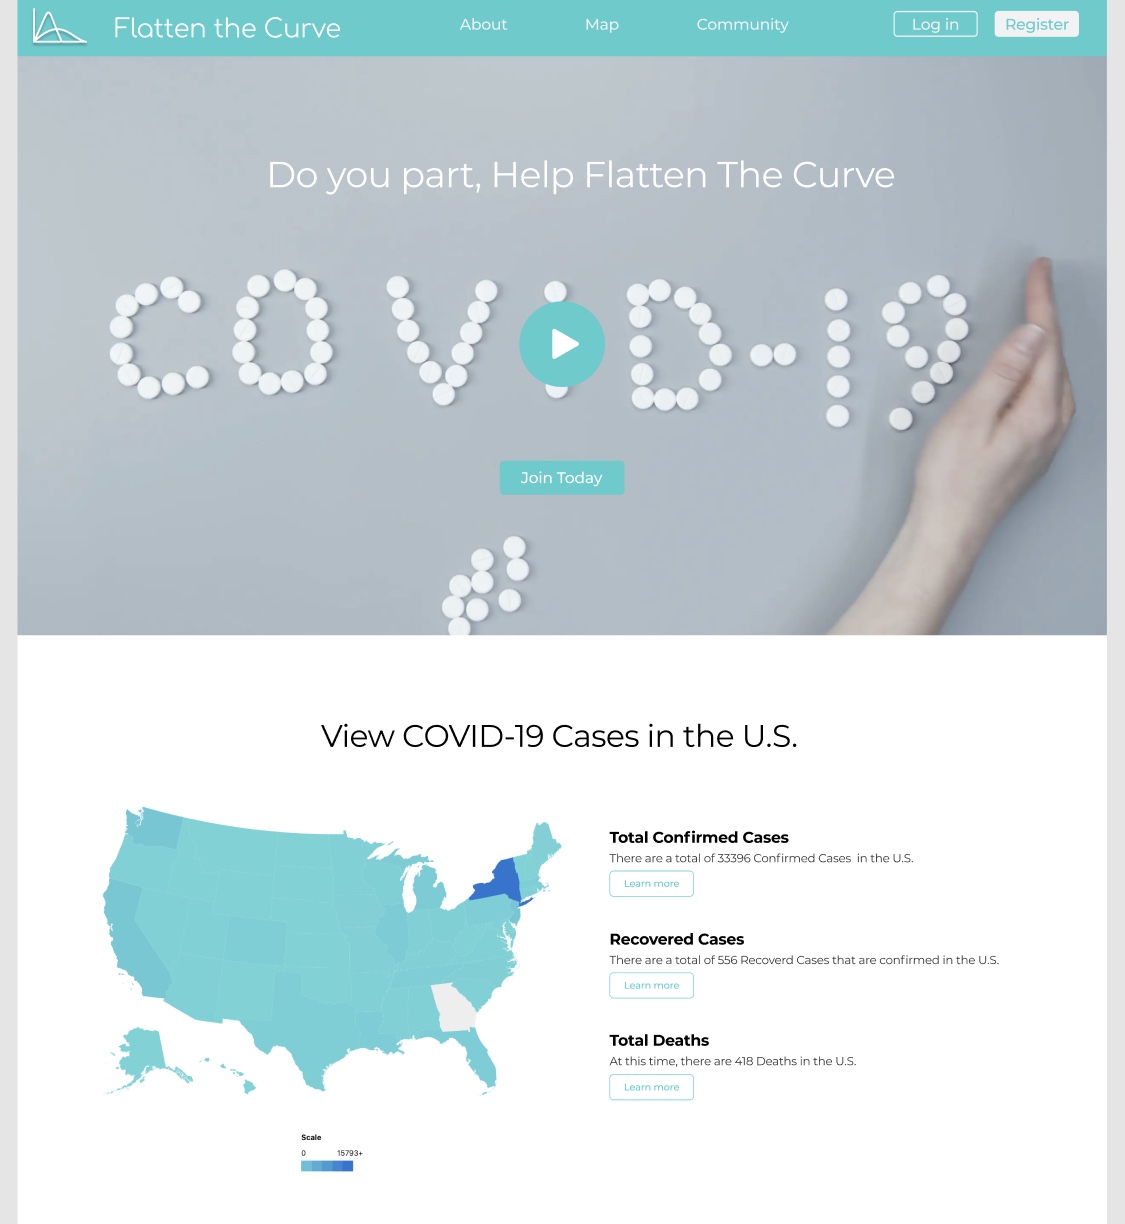 Flatten the Curve
About
Map
Community
Log in
Register
Do you part, Help Flatten The Curve
COVID-19
Join Today
View COVID-19 Cases in the U.S.
Total Confirmed Cases
There are a total of 33396 Confirmed Cases in the U.S.
Learn more
Recovered Cases
There are a total of 556 Recoverd Cases that are confirmed in the U.S.
Learn more
Total Deaths
At this time, there are 418 Deaths in the U.S.
Learn more
Scale
0 15793+